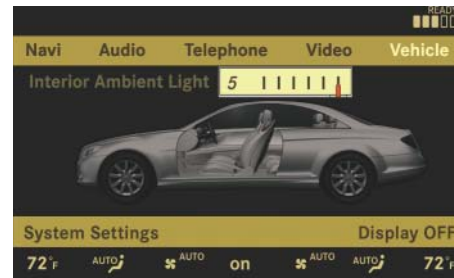 READY
Navi Audio Telephone Video Vehicle
Interior Ambient Light 5
System Settings Display OFF
72°F AUTO AUTO on AUTO AUTO 72°